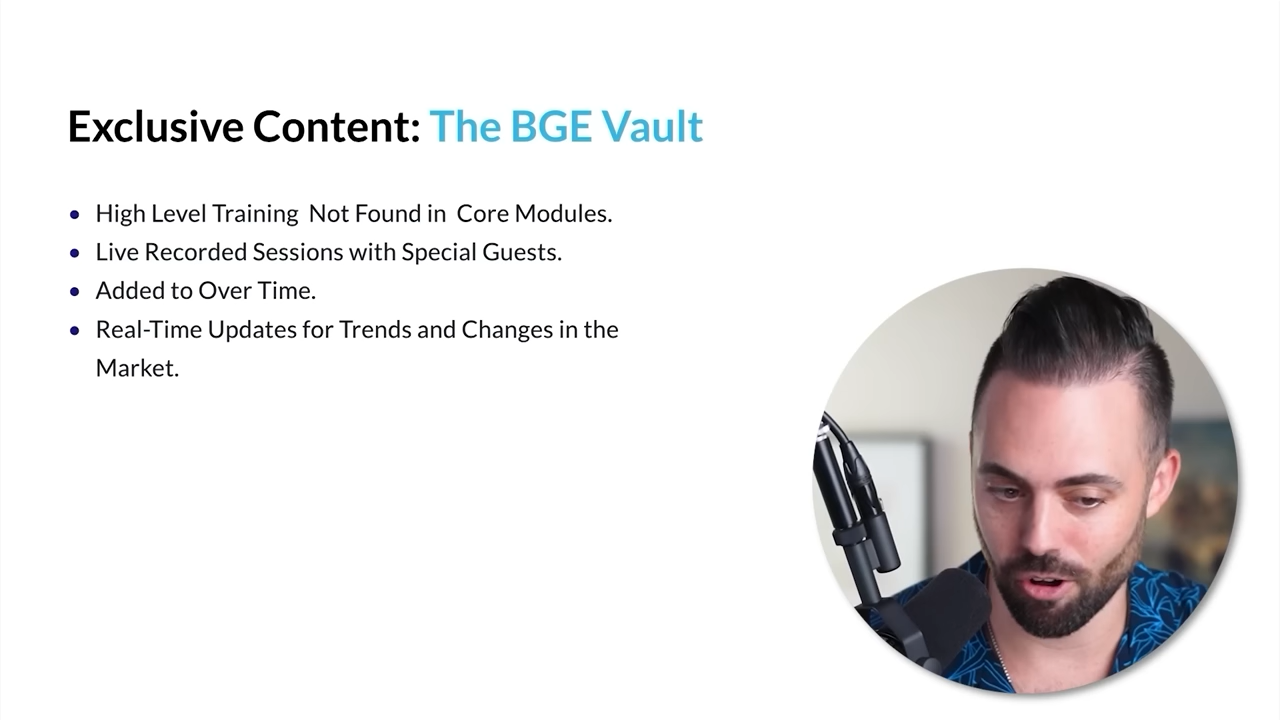 Exclusive Content: The BGE Vault
• High Level Training  Not Found in  Core Modules.
• Live Recorded Sessions with Special Guests.
• Added to Over Time.
• Real-Time Updates for Trends and Changes in the
Market.